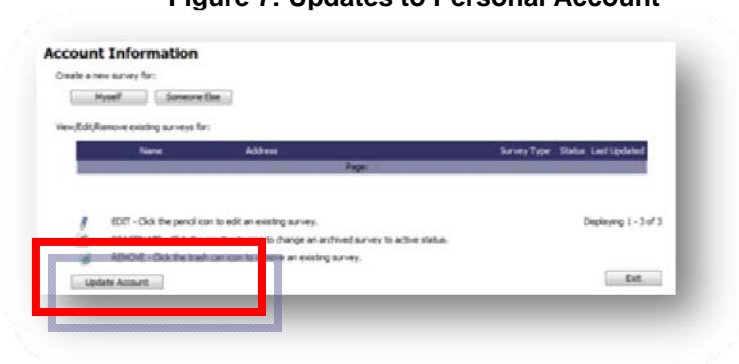 Figure 7: Updates to Personal Account
Account Information
Create a new survey for:
Myself Someone Else
View/Edit/Remove existing surveys for:
Name Address Survey Type Status Last Updated
Page:
EDIT - Click the pencil icon to edit an existing survey. Displaying 1 - 3 of 3
to change an archived survey to active status.
REMOVE - Click the trash can icon to remove an existing survey.
Update Account Exit